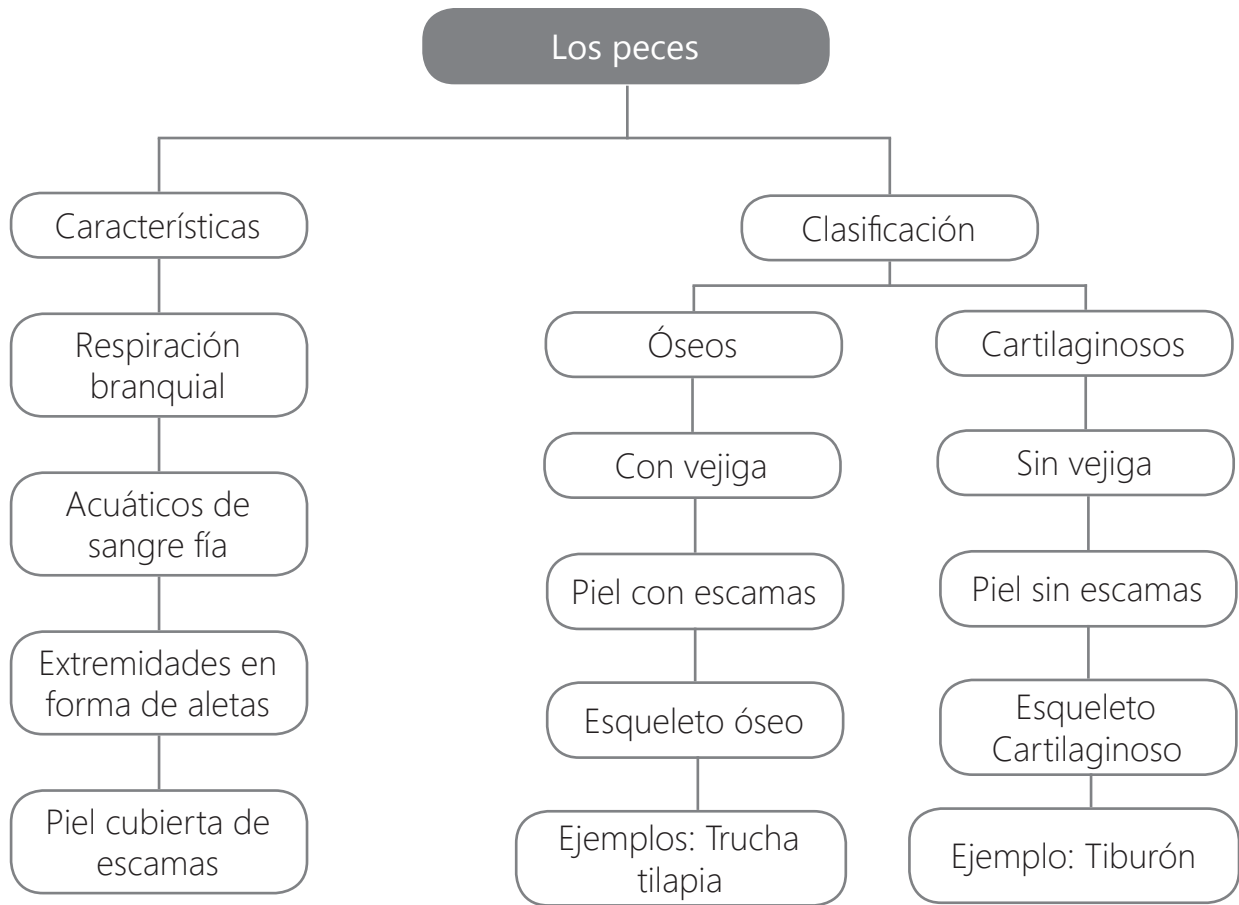 Los peces
Características
Respiración
branquial
Acuáticos de
sangre fía
Extremidades en
forma de aletas
Piel cubierta de
escamas
Clasificación
Óseos
Con vejiga
Piel con escamas
Esqueleto óseo
Ejemplos: Trucha
tilapia
Cartilaginosos
Sin vejiga
Piel sin escamas
Esqueleto
Cartilaginoso
Ejemplo: Tiburón